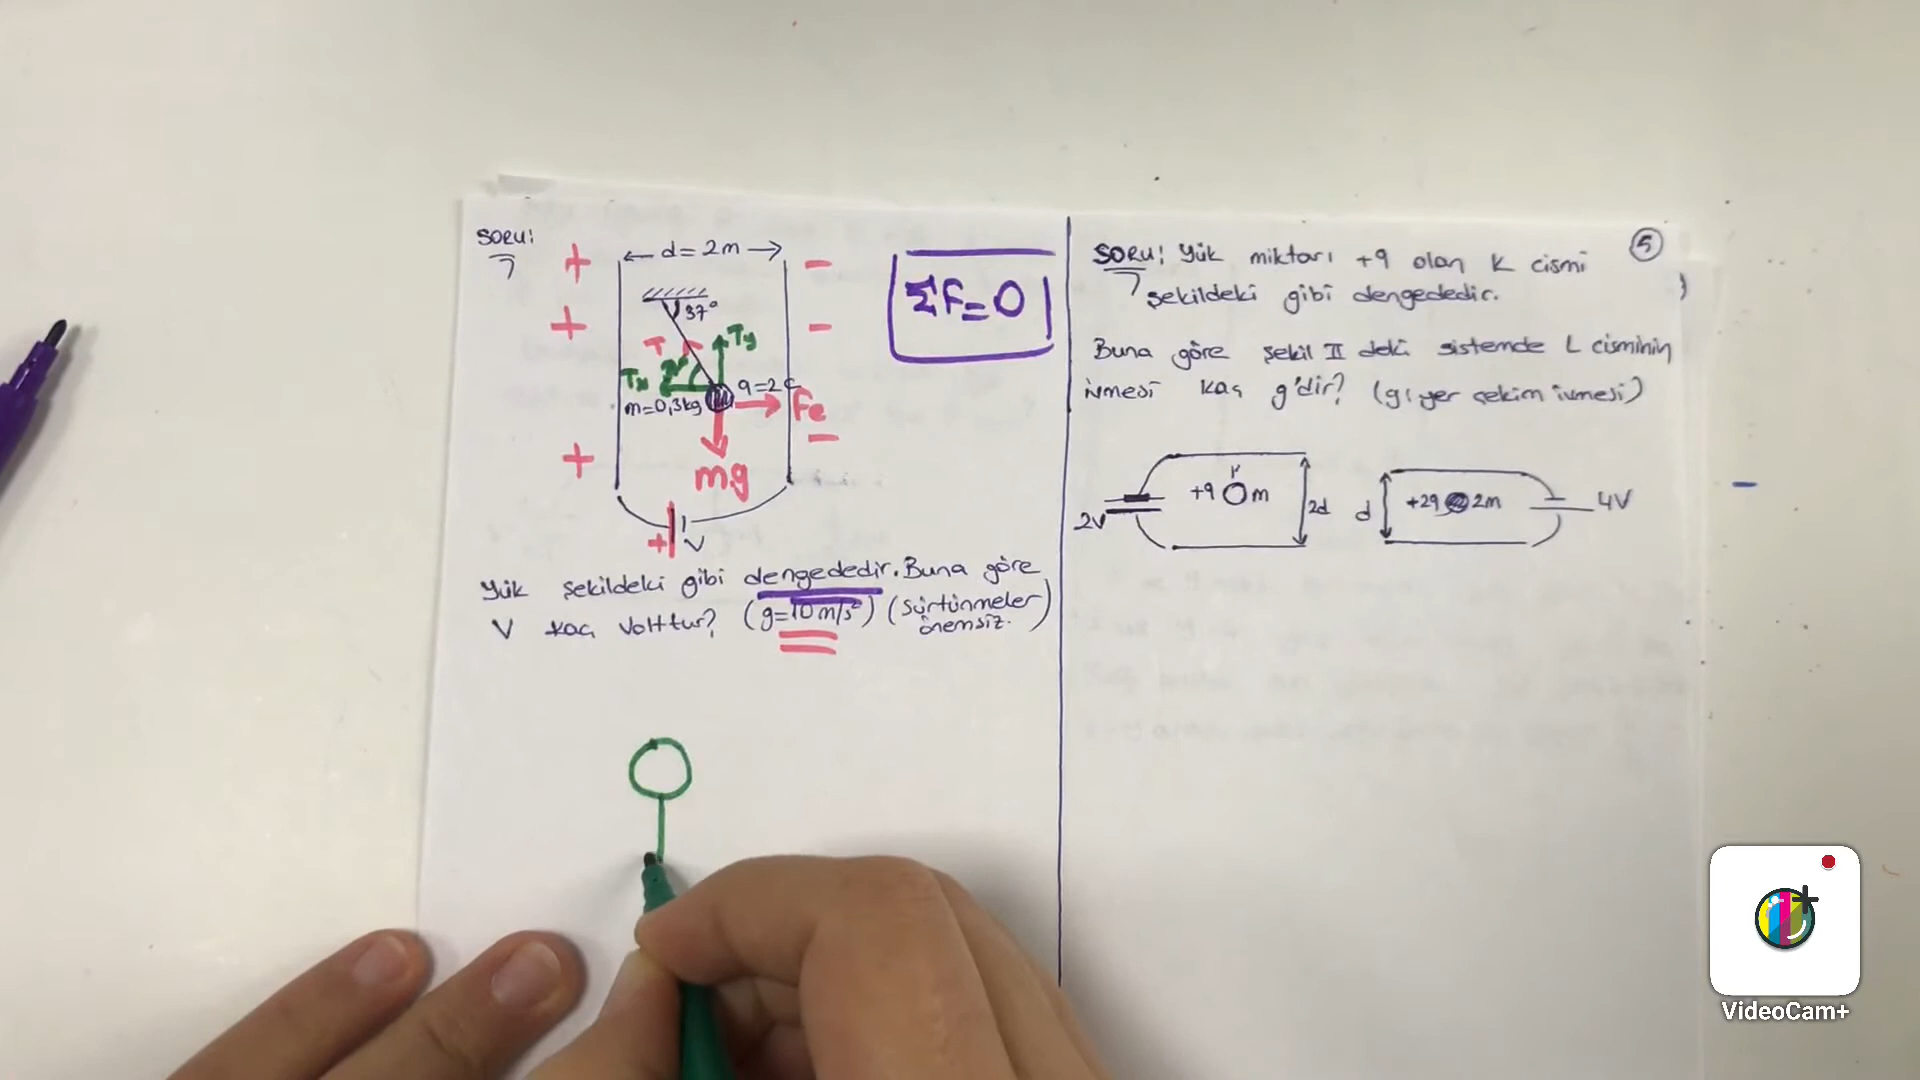 SORU:
d = 2m
+ -
37°
ΣF = 0
+ -
T Ty
Tx
q=2c
m=0,3kg
Fe
-
+
mg
+ V
Yük şekildeki gibi dengededir. Buna göre
V kaç Volttur? (g=10 m/s²) (Sürtünmeler önemsiz.)
5
SORU: Yük miktarı +q olan K cismi
şekildeki gibi dengededir.
Buna göre şekil II deki sistemde L cisminin
ivmesi kaç g'dir? (g: yer çekim ivmesi)
2V
+q K m
2d
d
+2q 2m
4V
VideoCam+